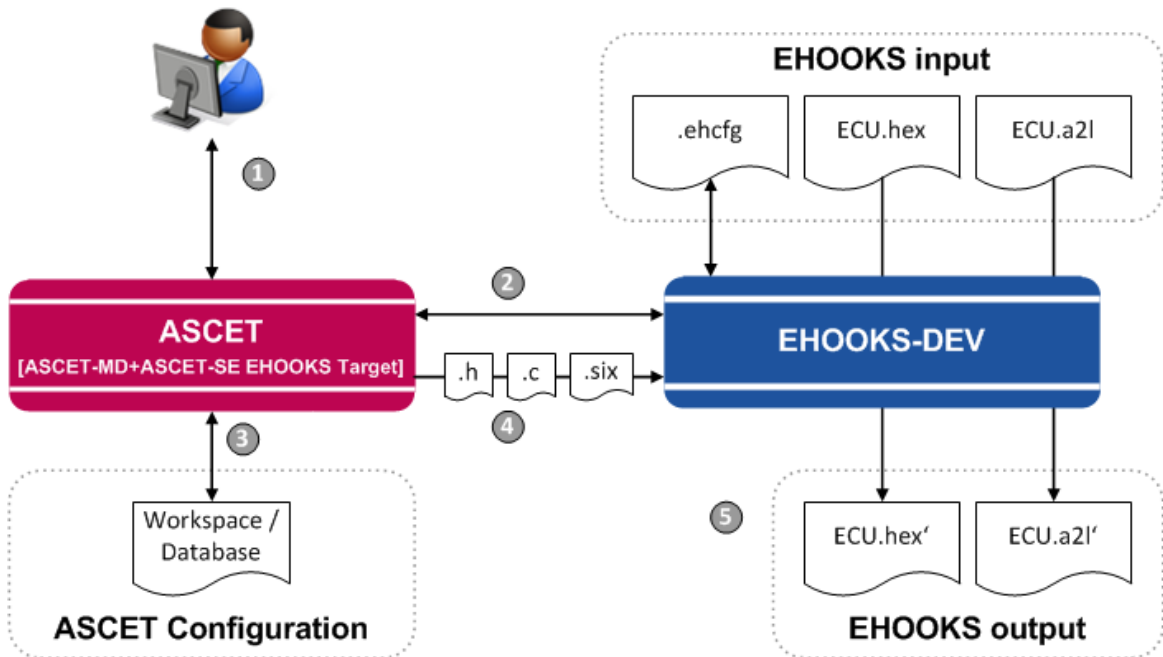 EHOOKS input
.ehcfg
ECU.hex
ECU.a2l
1
2
ASCET
[ASCET-MD+ASCET-SE EHOOKS Target]
EHOOKS-DEV
.h
.c
.six
3
4
Workspace /
Database
ASCET Configuration
5
ECU.hex‘
ECU.a2l‘
EHOOKS output